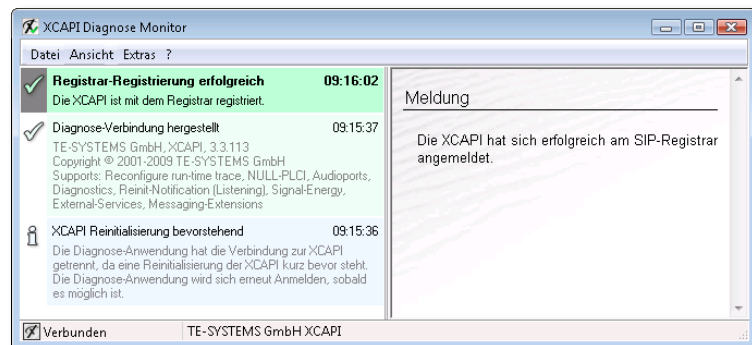 XCAPI Diagnose Monitor
Datei Ansicht Extras ?
Registrar-Registrierung erfolgreich 09:16:02
Die XCAPI ist mit dem Registrar registriert.
Diagnose-Verbindung hergestellt 09:15:37
TE-SYSTEMS GmbH, XCAPI, 3.3.113
Copyright © 2001-2009 TE-SYSTEMS GmbH
Supports: Reconfigure run-time trace, NULL-PLCI, Audioports,
Diagnostics, Reinit-Notification (Listening), Signal-Energy,
External-Services, Messaging-Extensions
XCAPI Reinitialisierung bevorstehend 09:15:36
Die Diagnose-Anwendung hat die Verbindung zur XCAPI
getrennt, da eine Reinitialisierung der XCAPI kurz bevor steht.
Die Diagnose-Anwendung wird sich erneut Anmelden, sobald
es möglich ist.
Meldung
Die XCAPI hat sich erfolgreich am SIP-Registrar
angemeldet.
Verbunden TE-SYSTEMS GmbH XCAPI